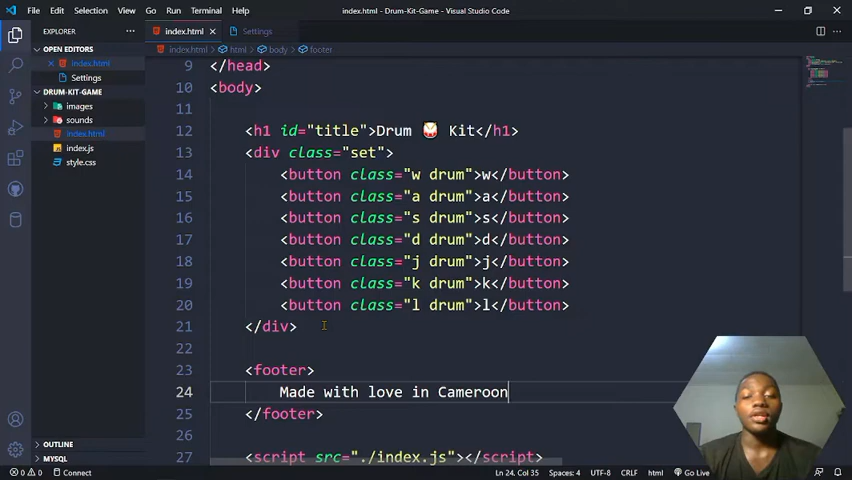 File Edit Selection View Go Run Terminal Help
index.html - Drum-Kit-Game - Visual Studio Code
EXPLORER
OPEN EDITORS
index.html
Settings
DRUM-KIT-GAME
images
sounds
index.html
index.js
style.css
OUTLINE
MYSQL
index.html Settings
index.html > html > body > footer
9 </head>
10 <body>
11
12 <h1 id="title">Drum 🥁 Kit</h1>
13 <div class="set">
14 <button class="w drum">w</button>
15 <button class="a drum">a</button>
16 <button class="s drum">s</button>
17 <button class="d drum">d</button>
18 <button class="j drum">j</button>
19 <button class="k drum">k</button>
20 <button class="l drum">l</button>
21 </div>
22
23 <footer>
24 Made with love in Cameroon
25 </footer>
26
27 <script src="./index.js"></script>
0 0 Connect Ln 24, Col 35 Spaces: 4 UTF-8 CRLF html Go Live